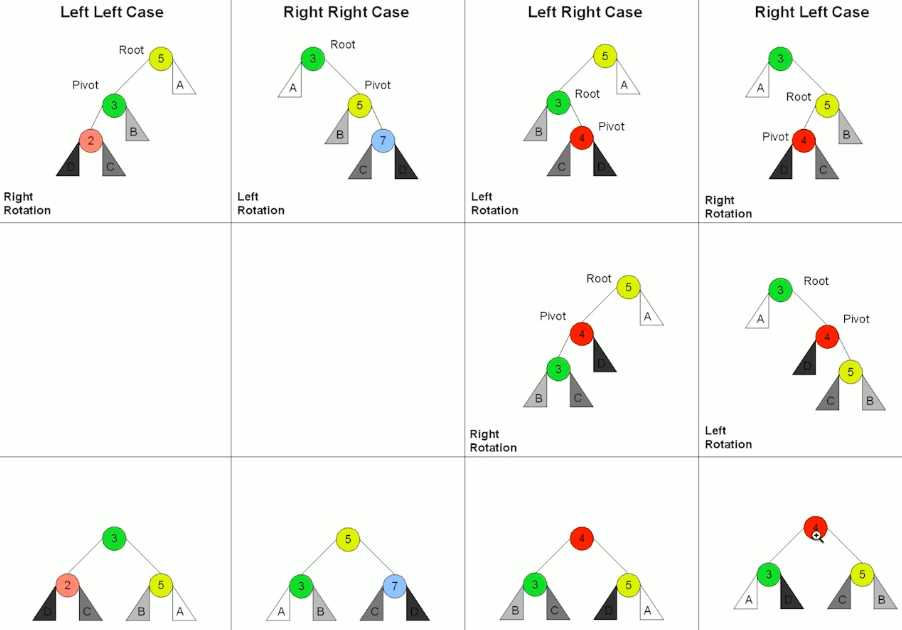 Left Left Case
Right Right Case
Left Right Case
Right Left Case
Root 5
A
Pivot
3
B
2
D C
Right
Rotation
3 Root
A
Pivot
5
B
7
C D
Left
Rotation
5
A
3 Root
B
Pivot
4
C D
Left
Rotation
3
A
Root 5
B
Pivot 4
D C
Right
Rotation
Root 5
A
Pivot
4
D
3
B C
Right
Rotation
3 Root
A
Pivot
4
D
5
C B
Left
Rotation
3
2 5
D C B A
5
3 7
A B C D
4
3 5
B C D A
4
3 5
A D C B